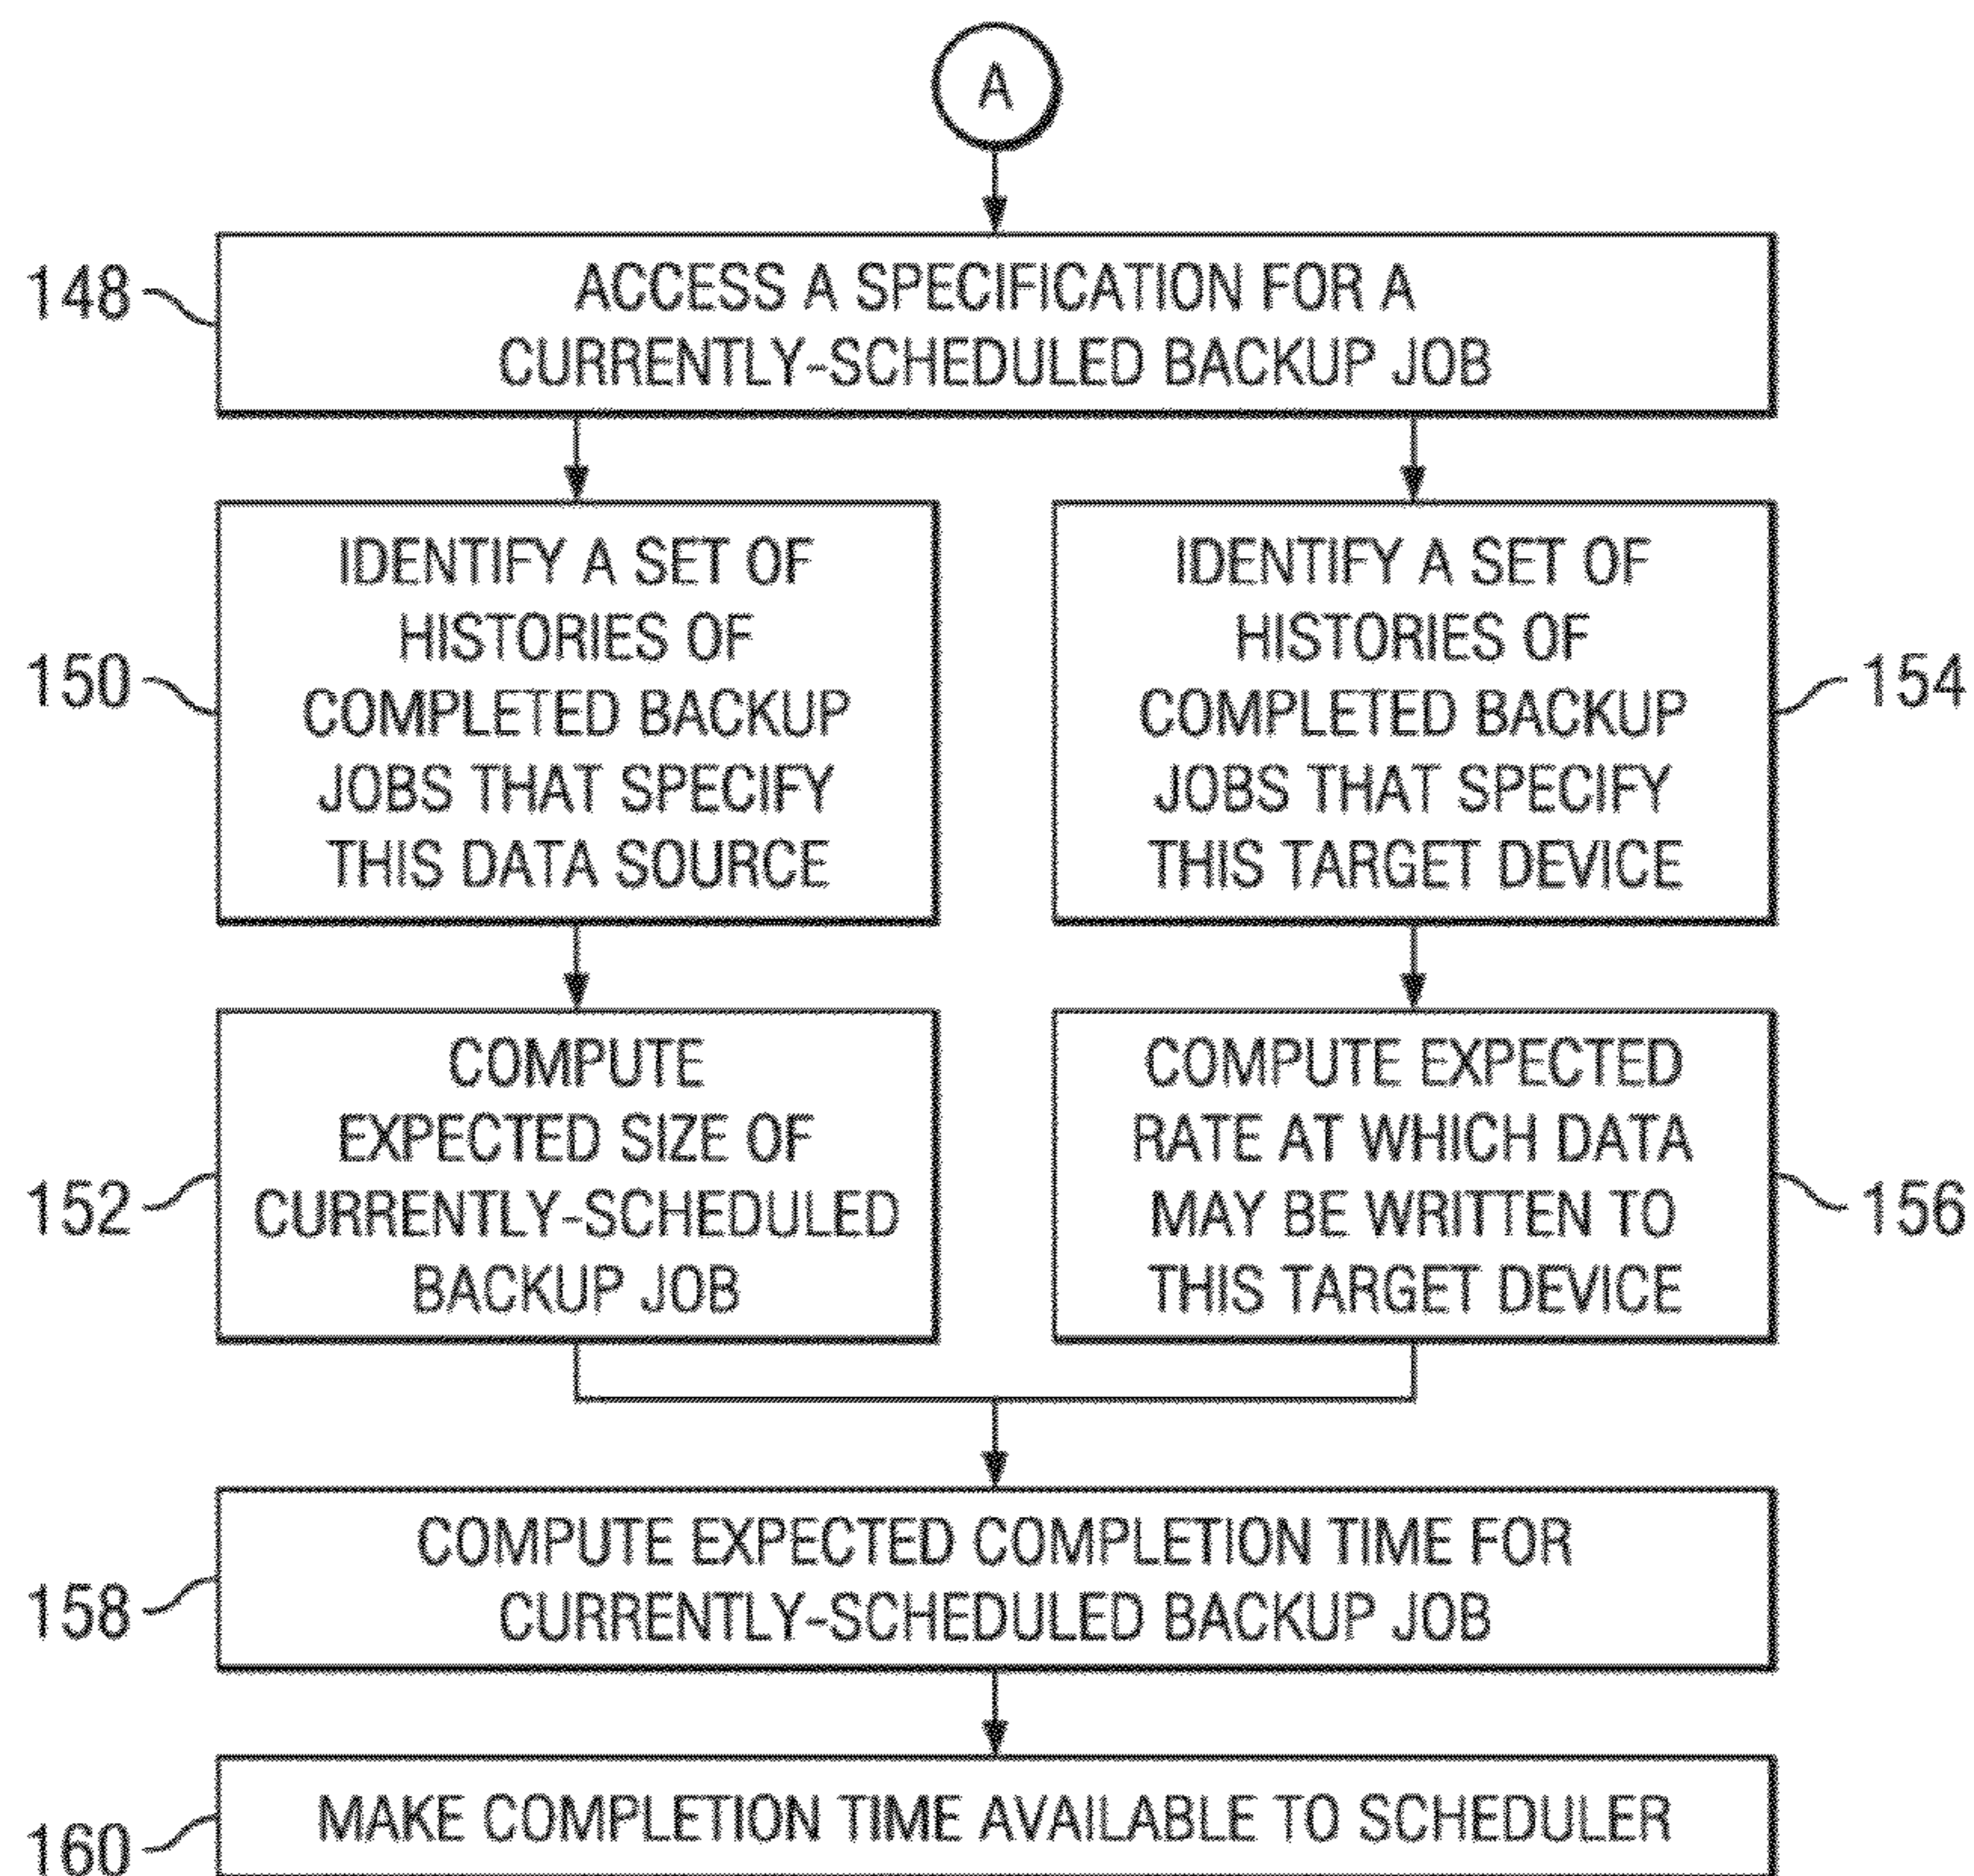 A
148
ACCESS A SPECIFICATION FOR A
CURRENTLY-SCHEDULED BACKUP JOB
150
IDENTIFY A SET OF
HISTORIES OF
COMPLETED BACKUP
JOBS THAT SPECIFY
THIS DATA SOURCE
IDENTIFY A SET OF
HISTORIES OF
COMPLETED BACKUP
JOBS THAT SPECIFY
THIS TARGET DEVICE
154
152
COMPUTE
EXPECTED SIZE OF
CURRENTLY-SCHEDULED
BACKUP JOB
COMPUTE EXPECTED
RATE AT WHICH DATA
MAY BE WRITTEN TO
THIS TARGET DEVICE
156
158
COMPUTE EXPECTED COMPLETION TIME FOR
CURRENTLY-SCHEDULED BACKUP JOB
160
MAKE COMPLETION TIME AVAILABLE TO SCHEDULER